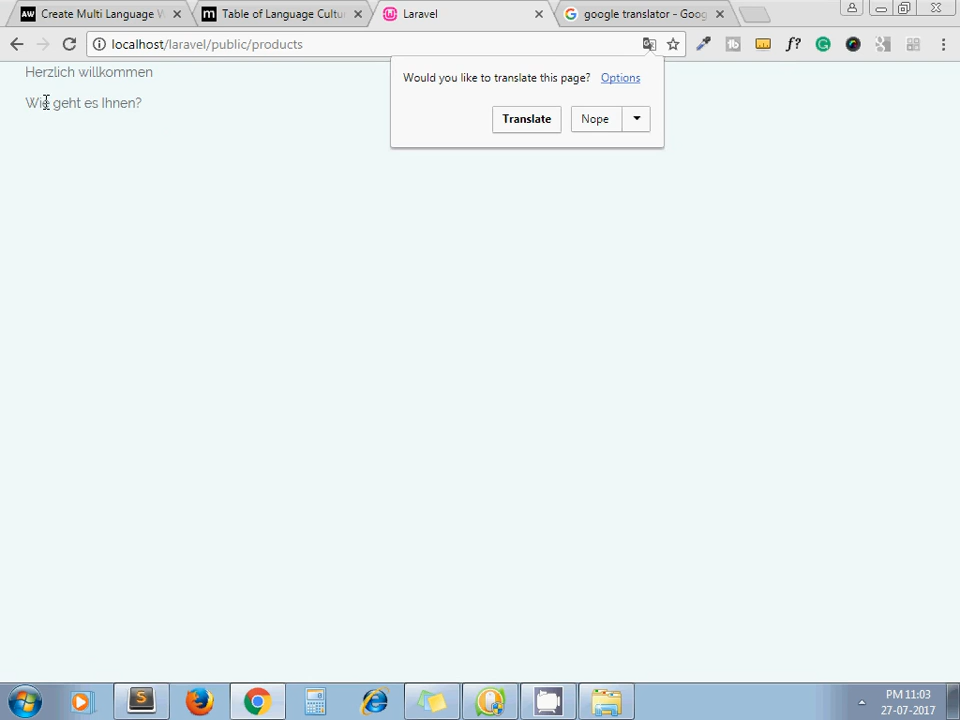 AW Create Multi Language W
m Table of Language Cultu
Laravel
google translator - Goog
localhost/laravel/public/products
f?
Herzlich willkommen
Wie geht es Ihnen?
Would you like to translate this page? Options
Translate
Nope
PM 11:03
27-07-2017